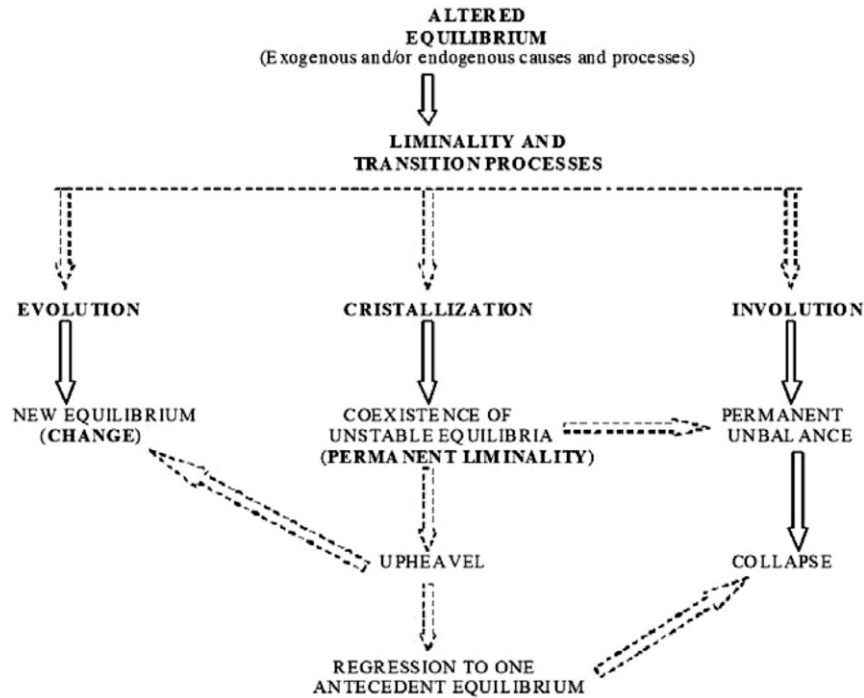 ALTERED
EQUILIBRIUM
(Exogenous and/or endogenous causes and processes)
LIMINALITY AND
TRANSITION PROCESSES
EVOLUTION
CRISTALLIZATION
INVOLUTION
NEW EQUILIBRIUM
(CHANGE)
COEXISTENCE OF
UNSTABLE EQUILIBRIA
(PERMANENT LIMINALITY)
PERMANENT
UNBALANCE
UPHEAVEL
COLLAPSE
REGRESSION TO ONE
ANTECEDENT EQUILIBRIUM